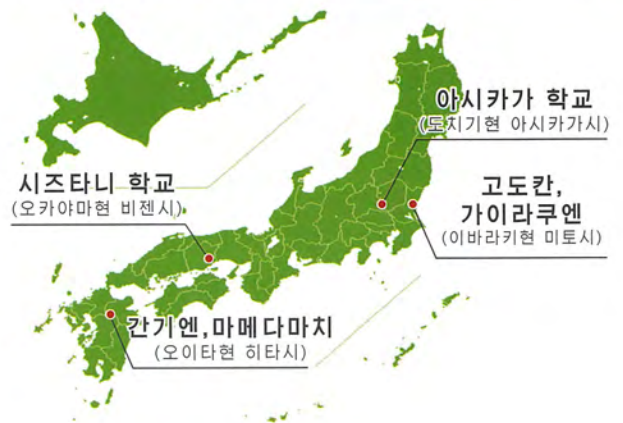 아시카가 학교
(도치기현 아시카가시)
시즈타니 학교
(오카야마현 비젠시)
고도칸,
가이라쿠엔
(이바라키현 미토시)
간기엔,마메다마치
(오이타현 히타시)